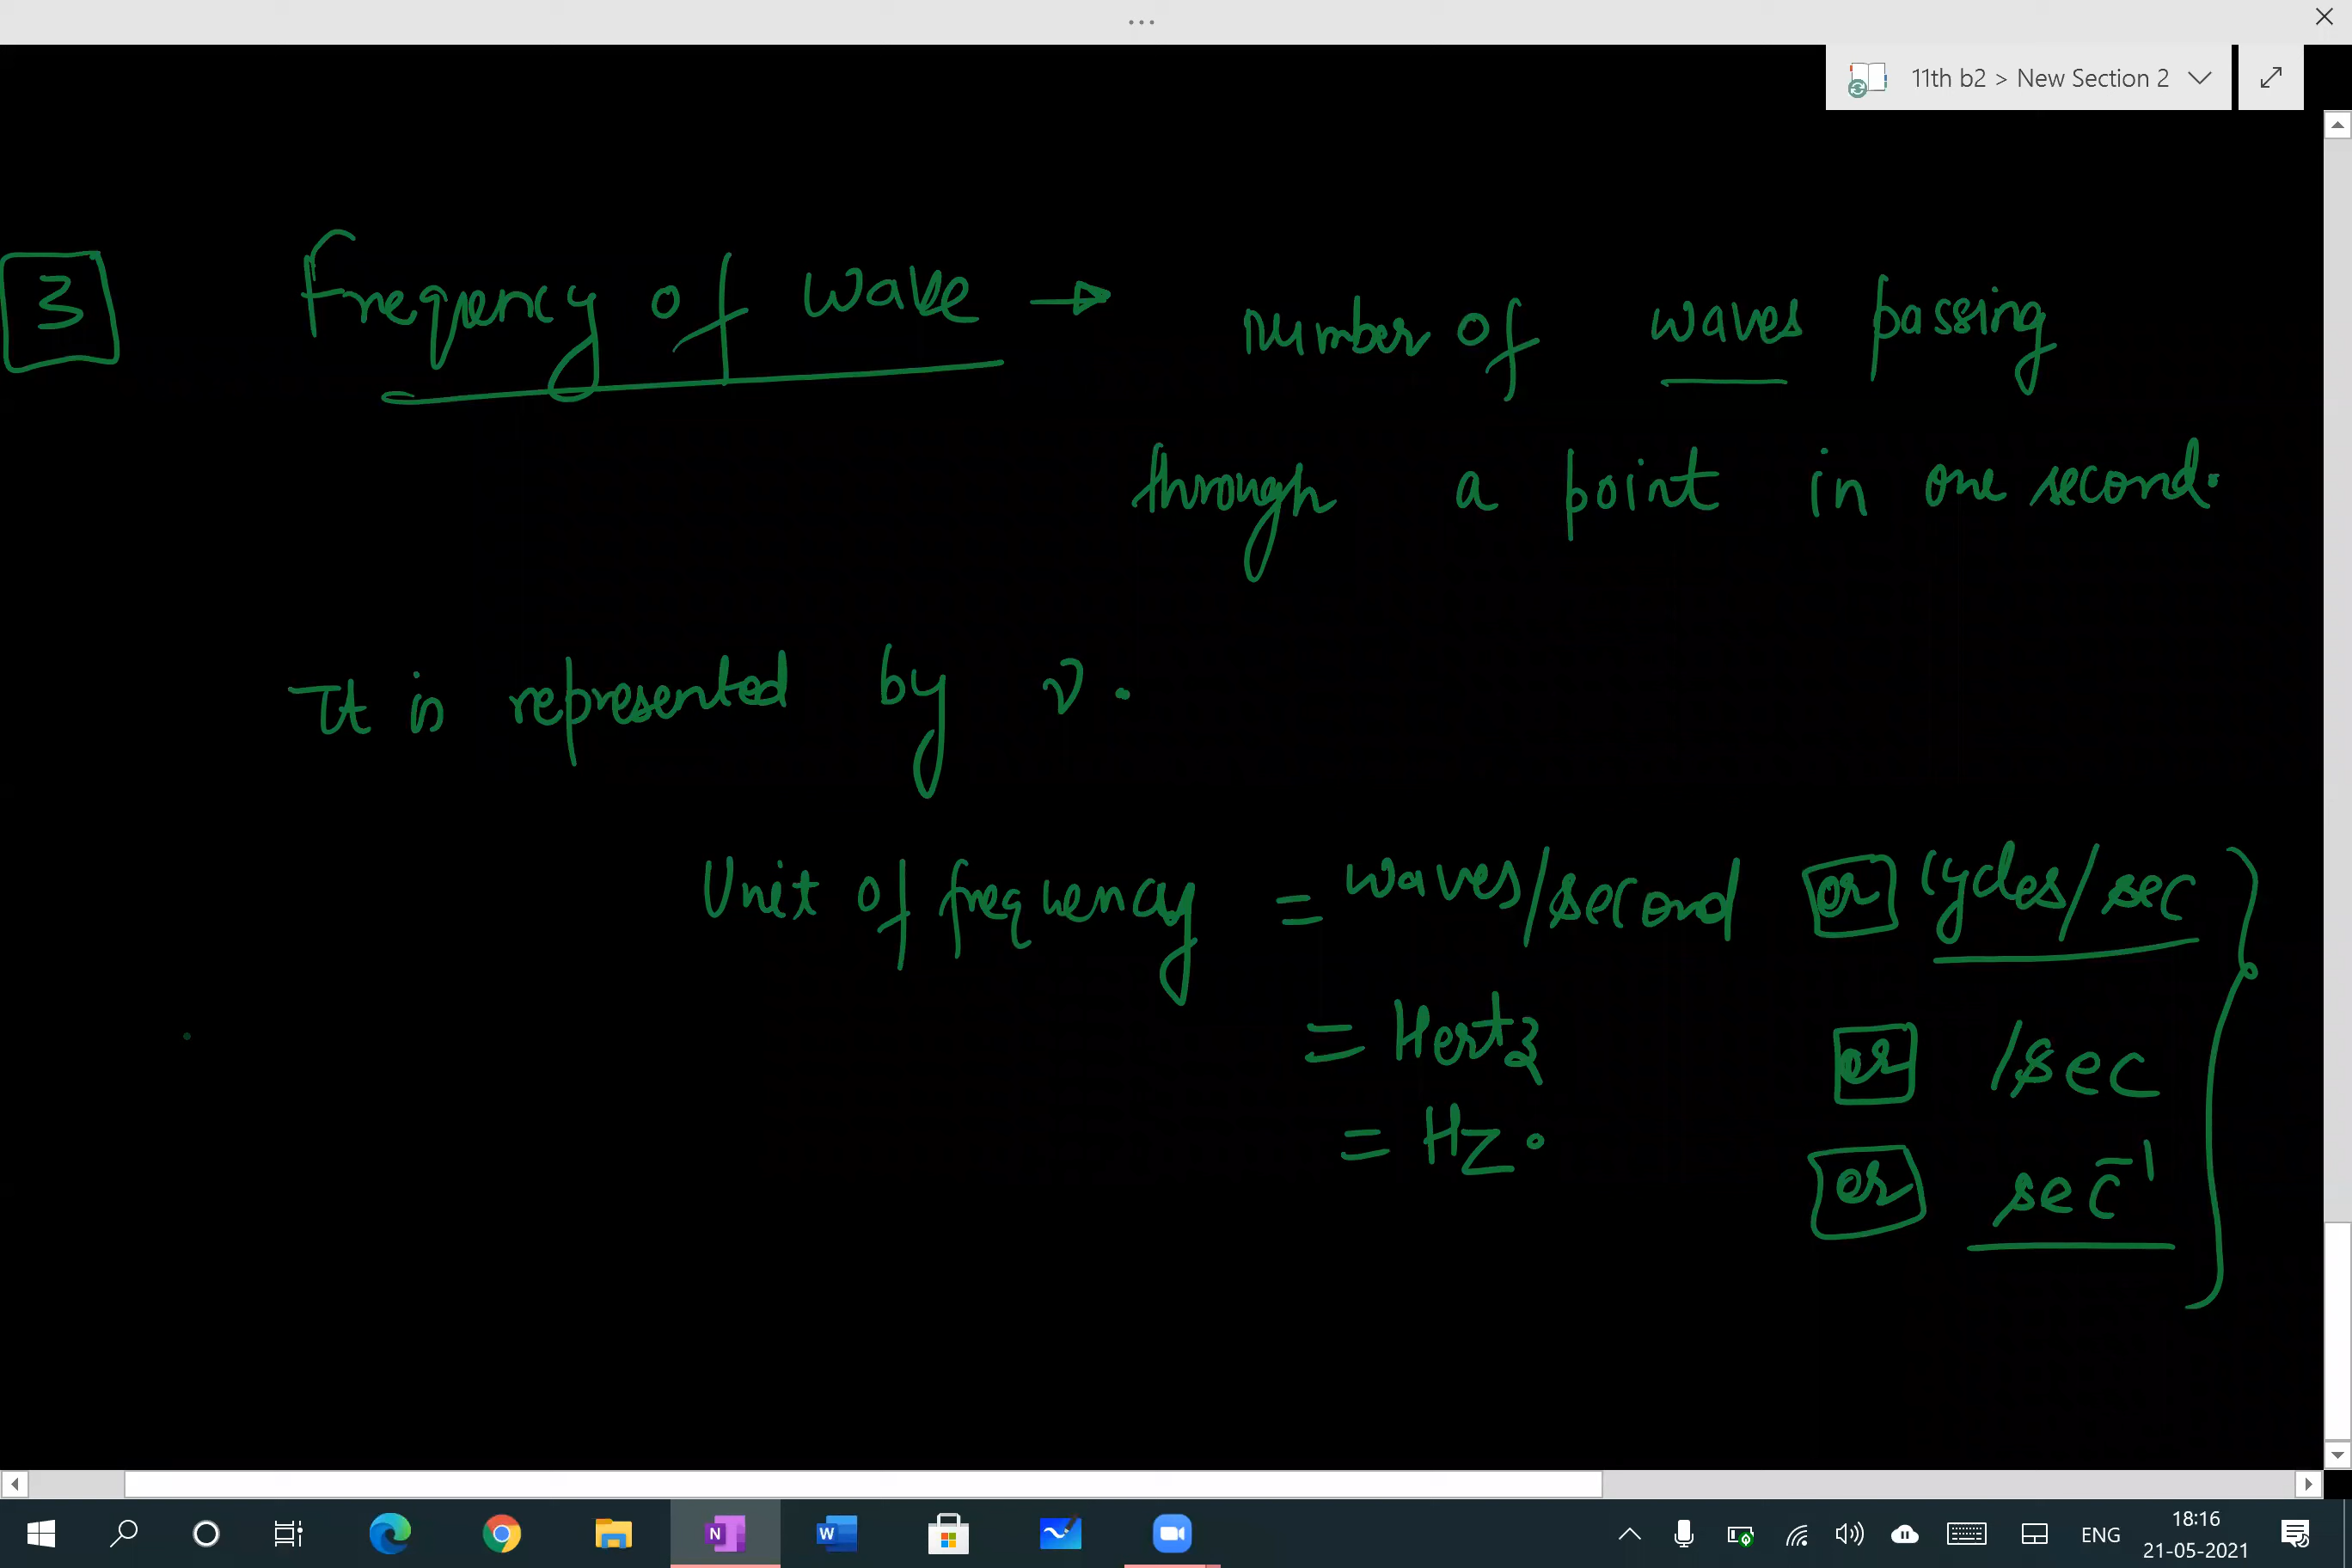 11th b2 > New Section 2
3 Frequency of wave → number of waves passing
through a point in one second.
It is represented by ν.
Unit of frequency = waves/second or cycles/sec
= Hertz or /sec
= Hz. or sec⁻¹
ENG
18:16
21-05-2021